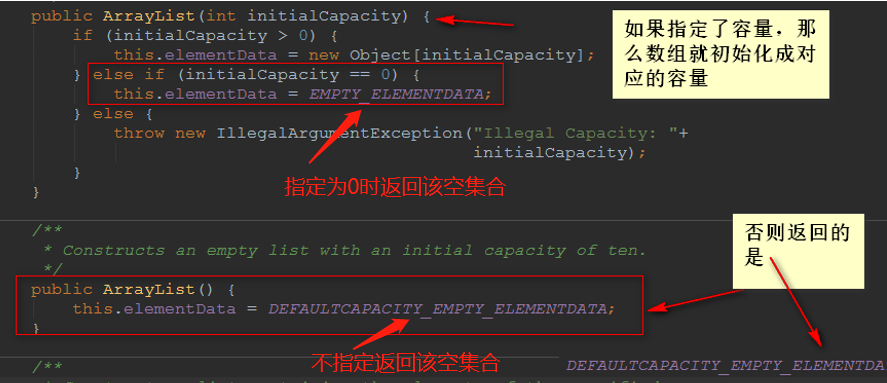 public ArrayList(int initialCapacity) {
if (initialCapacity > 0) {
this.elementData = new Object[initialCapacity];
} else if (initialCapacity == 0) {
this.elementData = EMPTY_ELEMENTDATA;
} else {
throw new IllegalArgumentException("Illegal Capacity: "+
initialCapacity);
}
}
如果指定了容量，那
么数组就初始化成对
应的容量
指定为0时返回该空集合
/**
* Constructs an empty list with an initial capacity of ten.
*/
public ArrayList() {
this.elementData = DEFAULTCAPACITY_EMPTY_ELEMENTDATA;
}
否则返回的
是
不指定返回该空集合
/**
DEFAULTCAPACITY_EMPTY_ELEMENTDA